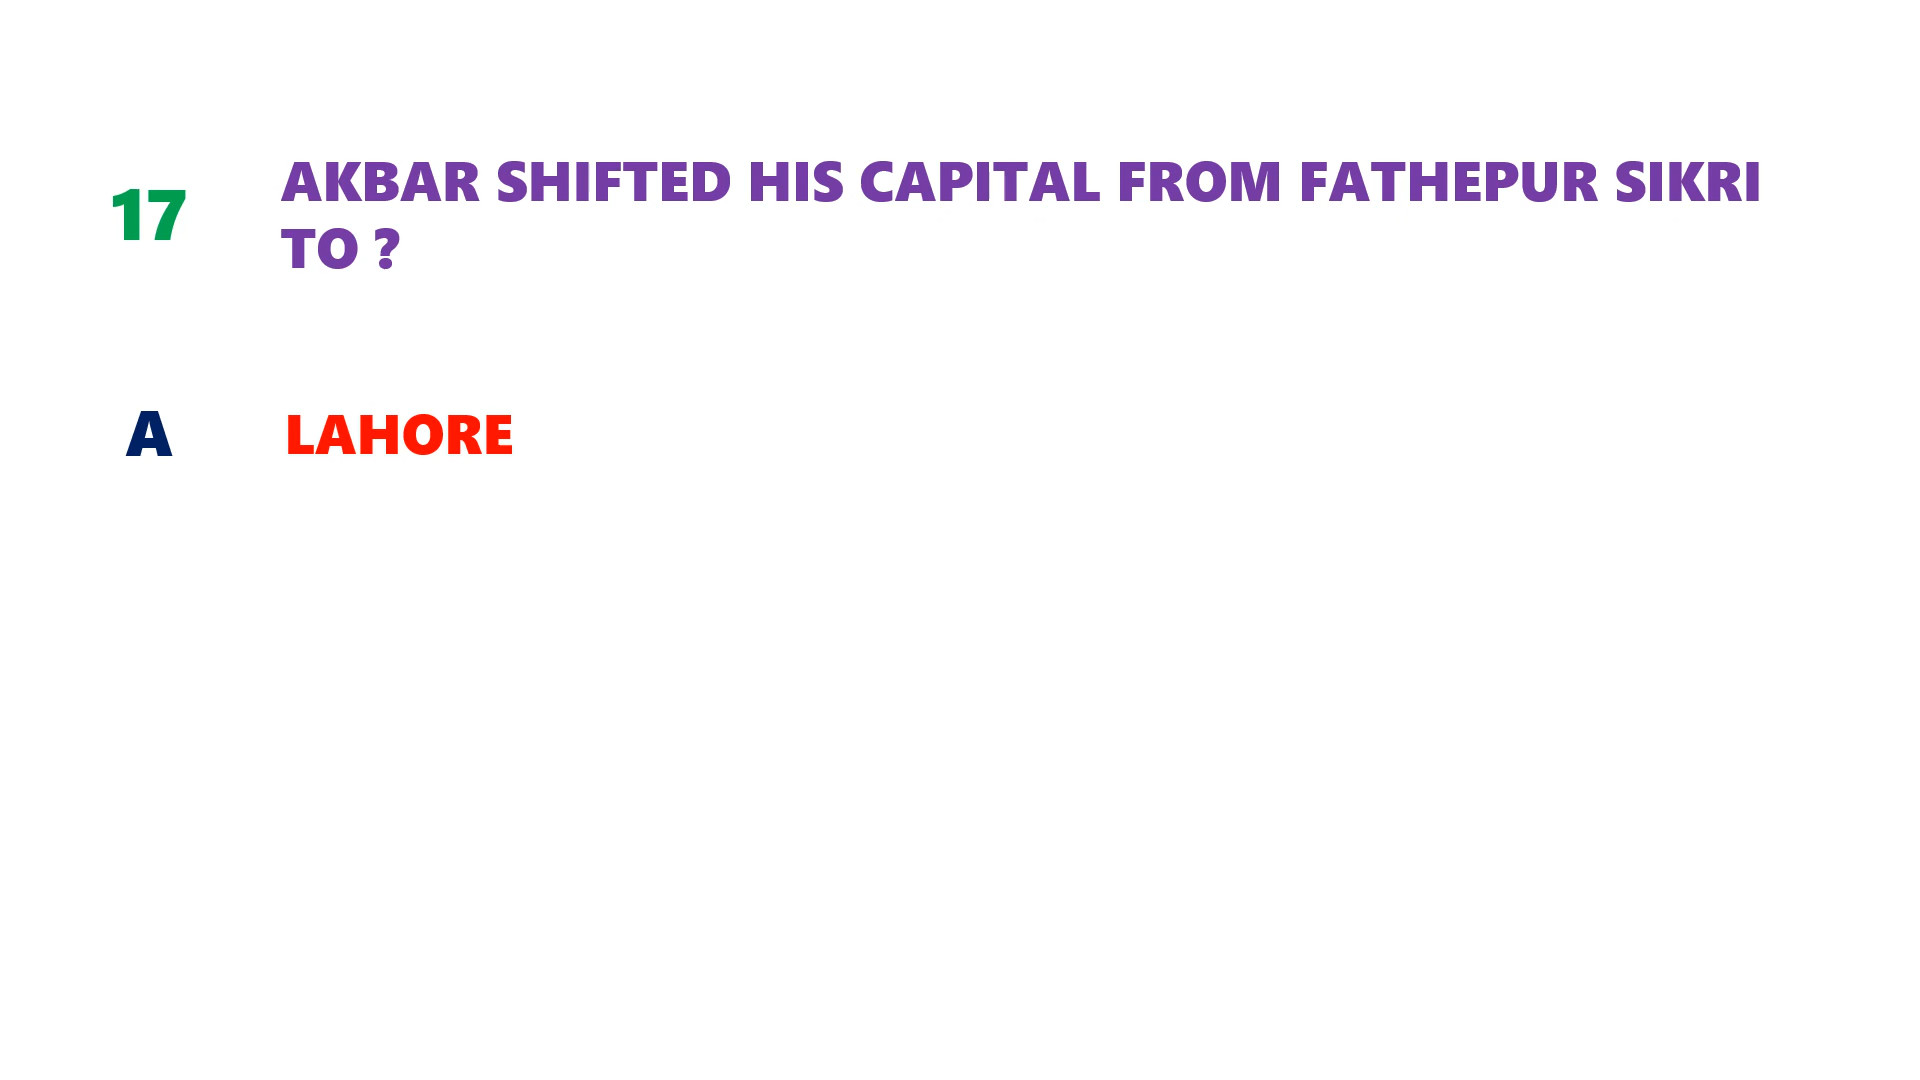 17
AKBAR SHIFTED HIS CAPITAL FROM FATHEPUR SIKRI
TO ?
A
LAHORE